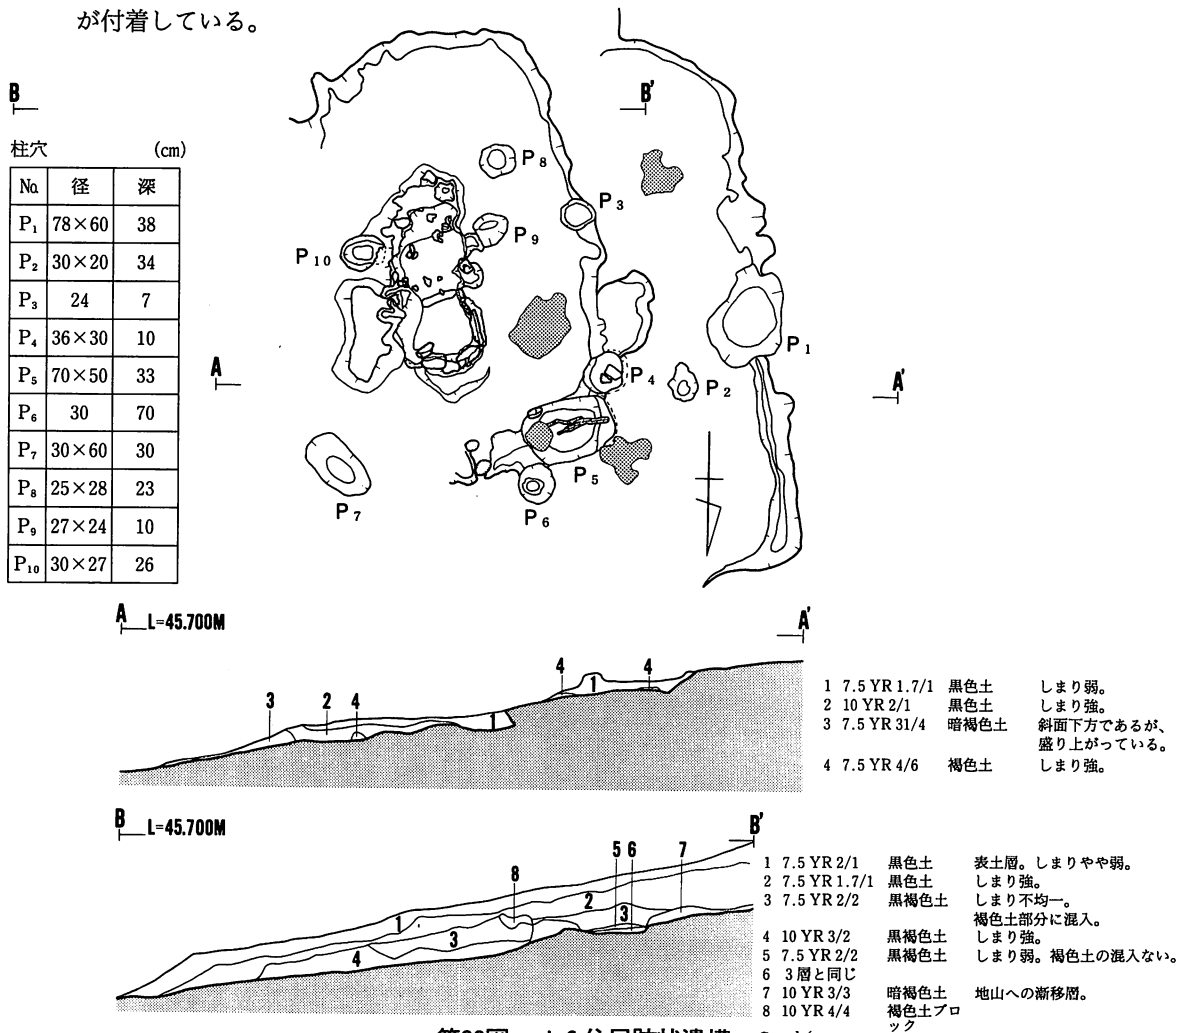 が付着している。
B
B'
柱穴 (cm)
No. 径 深
P₁ 78×60 38
P₂ 30×20 34
P₃ 24 7
P₄ 36×30 10
P₅ 70×50 33
P₆ 30 70
P₇ 30×60 30
P₈ 25×28 23
P₉ 27×24 10
P₁₀ 30×27 26
P₈
P₃
P₉
P₁₀
P₁
P₄
P₂
A
A'
P₅
P₇
P₆
A L=45.700M
A'
4 4
1
3 2 4
1
1 7.5 YR 1.7/1 黒色土 しまり弱。
2 10 YR 2/1 黒色土 しまり強。
3 7.5 YR 31/4 暗褐色土 斜面下方であるが、
盛り上がっている。
4 7.5 YR 4/6 褐色土 しまり強。
B L=45.700M
B'
5 6 7
8
2
1
3
3
4
1 7.5 YR 2/1 黒色土 表土層。しまりやや弱。
2 7.5 YR 1.7/1 黒色土 しまり強。
3 7.5 YR 2/2 黒褐色土 しまり不均一。
褐色土部分に混入。
4 10 YR 3/2 黒褐色土 しまり強。
5 7.5 YR 2/2 黒褐色土 しまり弱。褐色土の混入ない。
6 3層と同じ
7 10 YR 3/3 暗褐色土 地山への漸移層。
8 10 YR 4/4 褐色土ブロ
ック